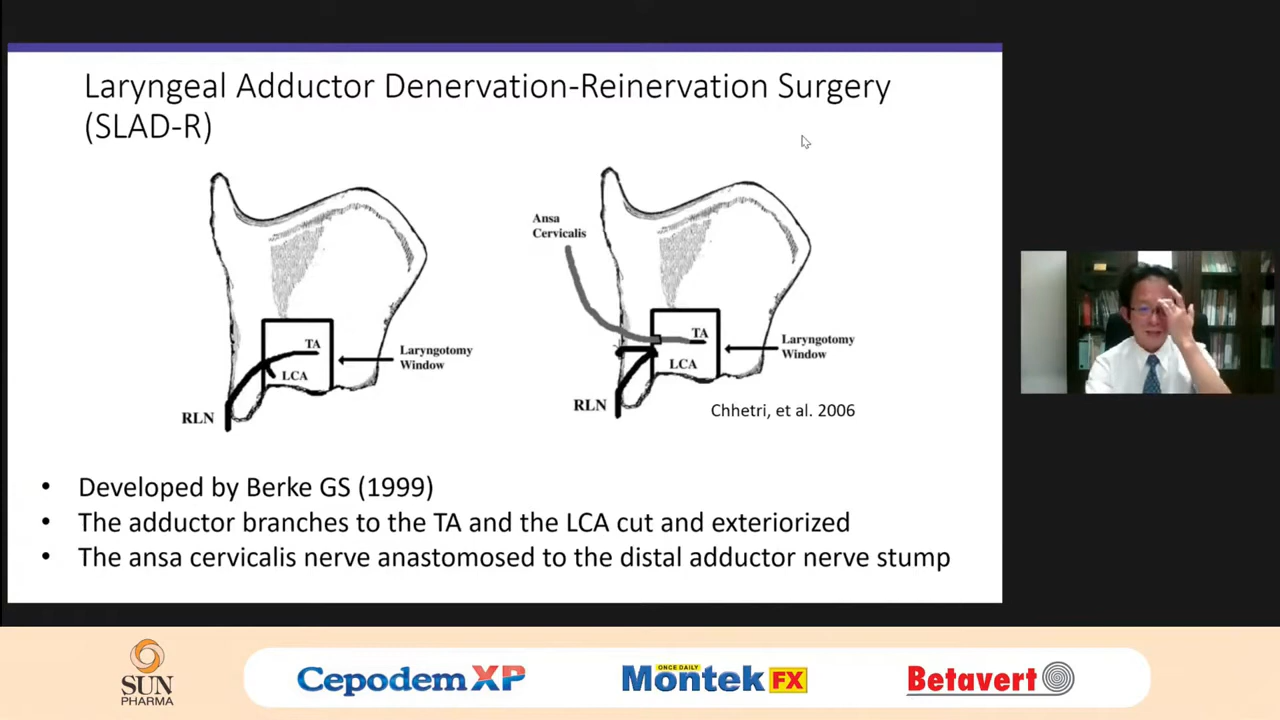 Laryngeal Adductor Denervation-Reinervation Surgery
(SLAD-R)
TA
LCA
RLN
Laryngotomy
Window
Ansa
Cervicalis
TA
LCA
RLN
Laryngotomy
Window
Chhetri, et al. 2006
• Developed by Berke GS (1999)
• The adductor branches to the TA and the LCA cut and exteriorized
• The ansa cervicalis nerve anastomosed to the distal adductor nerve stump
SUN
PHARMA
Cepodem XP
ONCE DAILY
Montek FX
Betavert